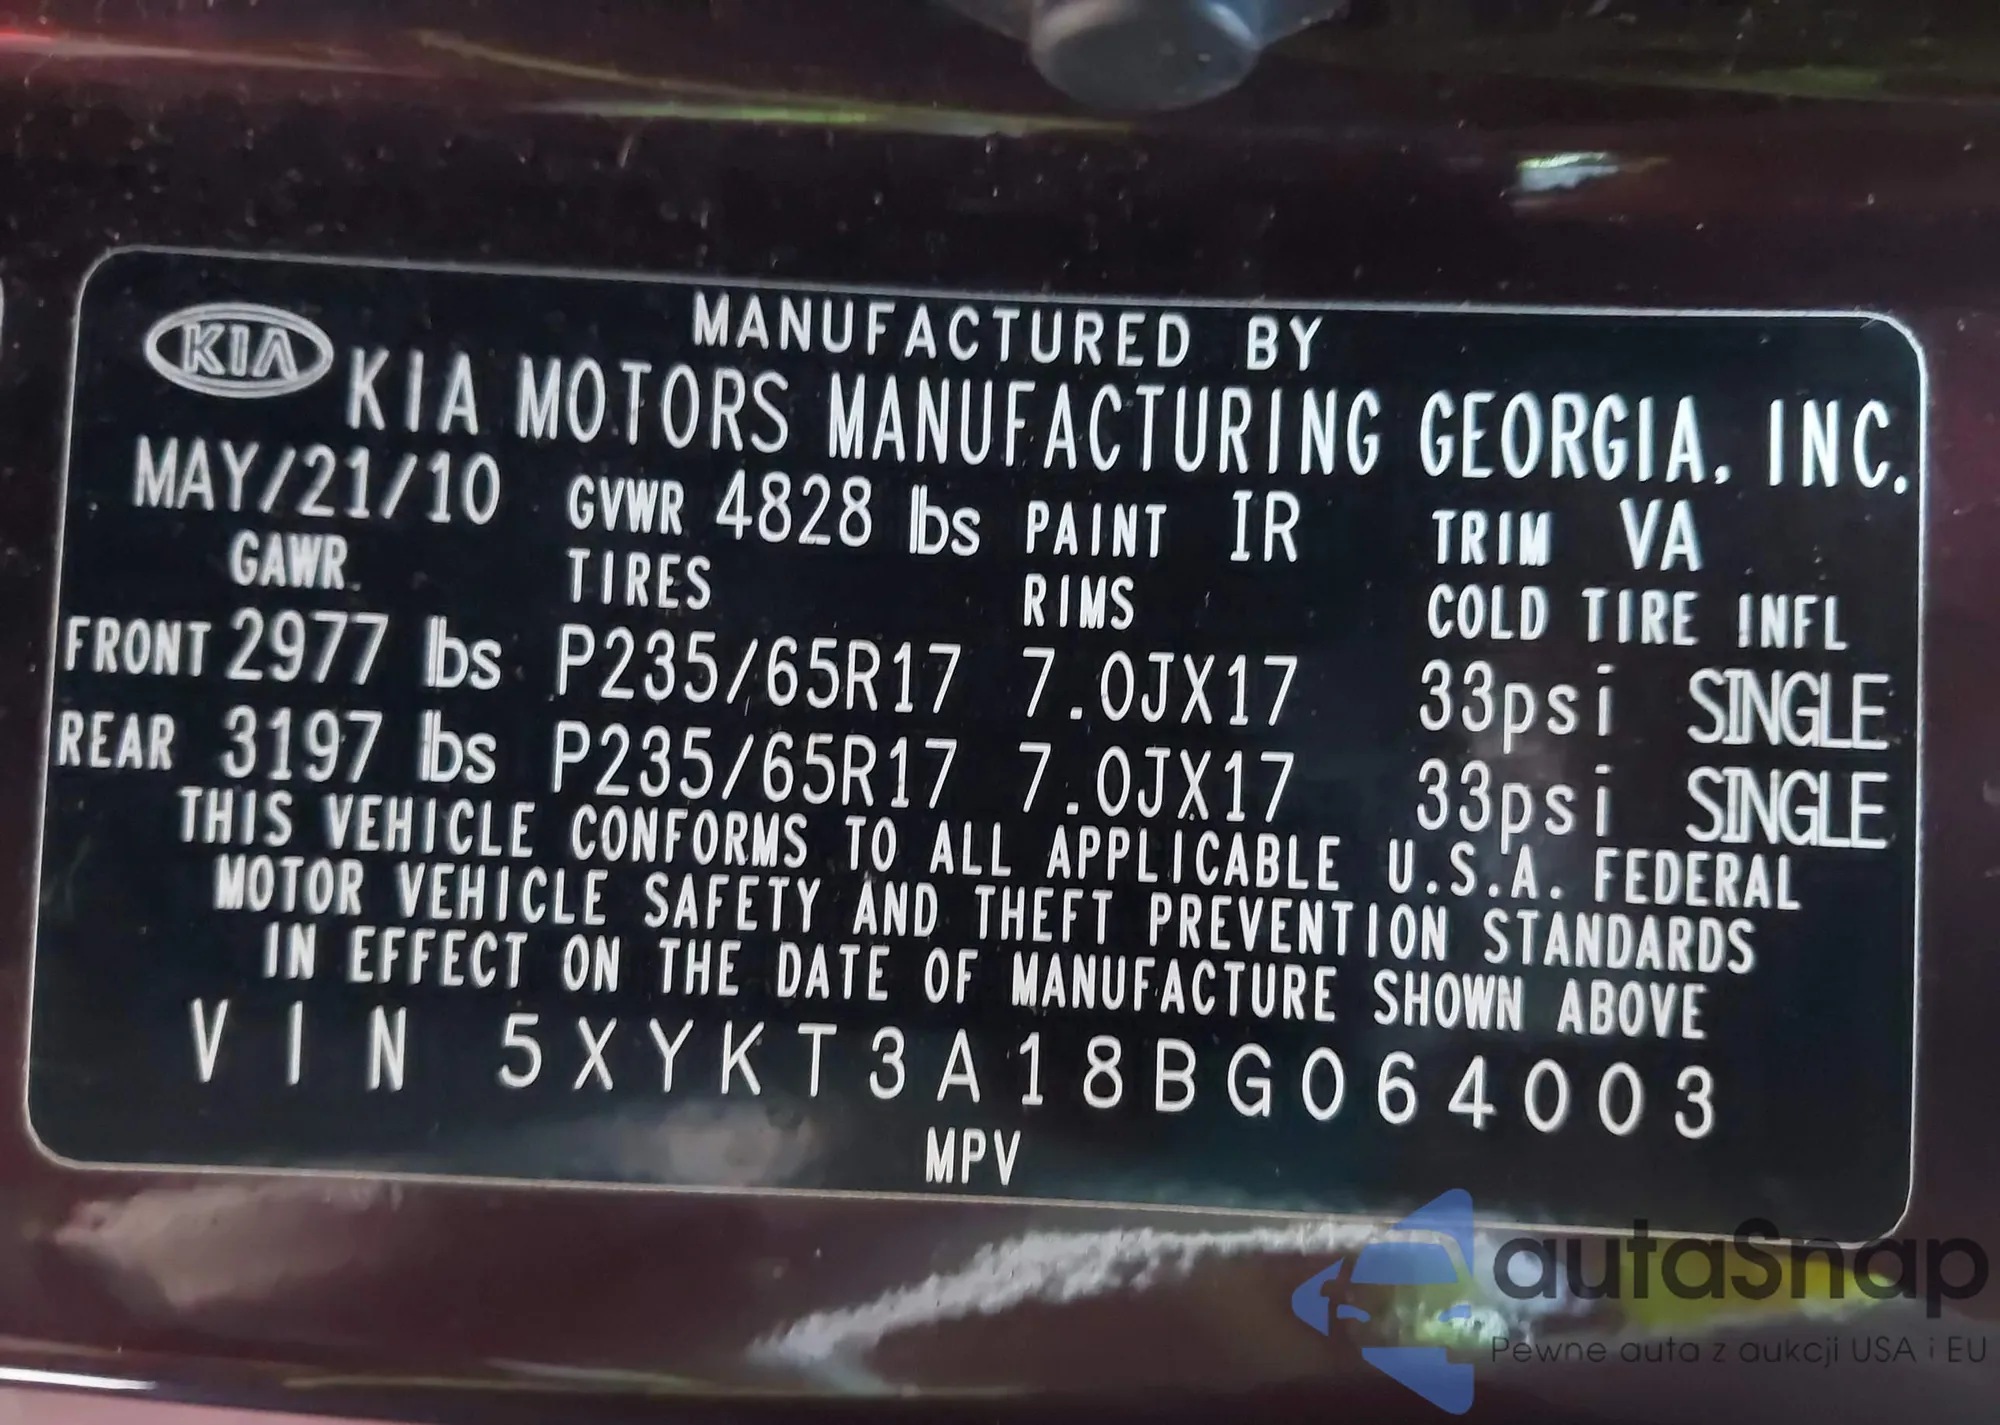 MANUFACTURED BY
KIA KIA MOTORS MANUFACTURING GEORGIA, INC.
MAY/21/10 GVWR 4828 lbs PAINT IR TRIM VA
GAWR TIRES RIMS COLD TIRE INFL
FRONT 2977 lbs P235/65R17 7.0JX17 33psi SINGLE
REAR 3197 lbs P235/65R17 7.0JX17 33psi SINGLE
THIS VEHICLE CONFORMS TO ALL APPLICABLE U.S.A. FEDERAL
MOTOR VEHICLE SAFETY AND THEFT PREVENTION STANDARDS
IN EFFECT ON THE DATE OF MANUFACTURE SHOWN ABOVE
VIN 5XYKT3A18BG064003
MPV
autaSnap
Pewne auta z aukcji USA i EU